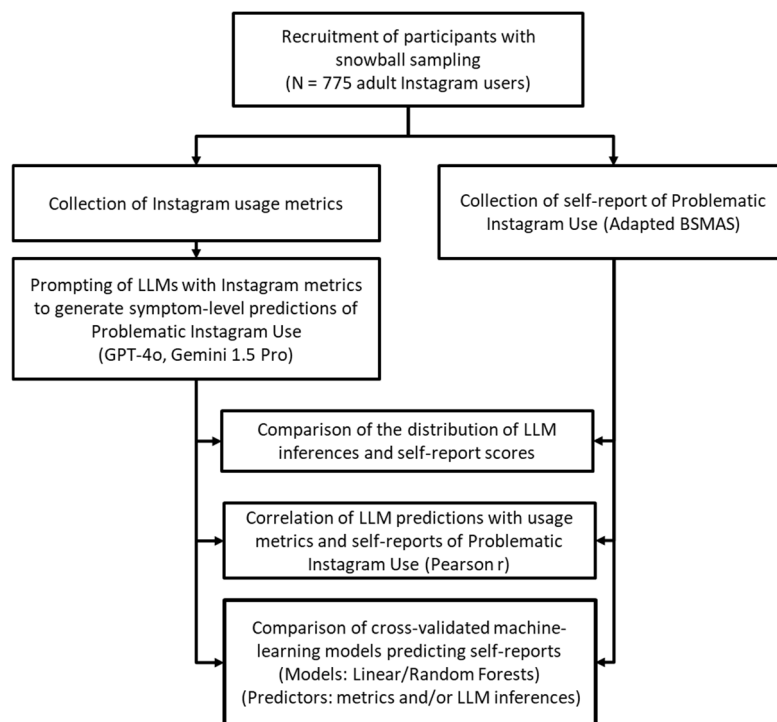 Recruitment of participants with
snowball sampling
(N = 775 adult Instagram users)
Collection of Instagram usage metrics
Collection of self-report of Problematic
Instagram Use (Adapted BSMAS)
Prompting of LLMs with Instagram metrics
to generate symptom-level predictions of
Problematic Instagram Use
(GPT-4o, Gemini 1.5 Pro)
Comparison of the distribution of LLM
inferences and self-report scores
Correlation of LLM predictions with usage
metrics and self-reports of Problematic
Instagram Use (Pearson r)
Comparison of cross-validated machine-
learning models predicting self-reports
(Models: Linear/Random Forests)
(Predictors: metrics and/or LLM inferences)